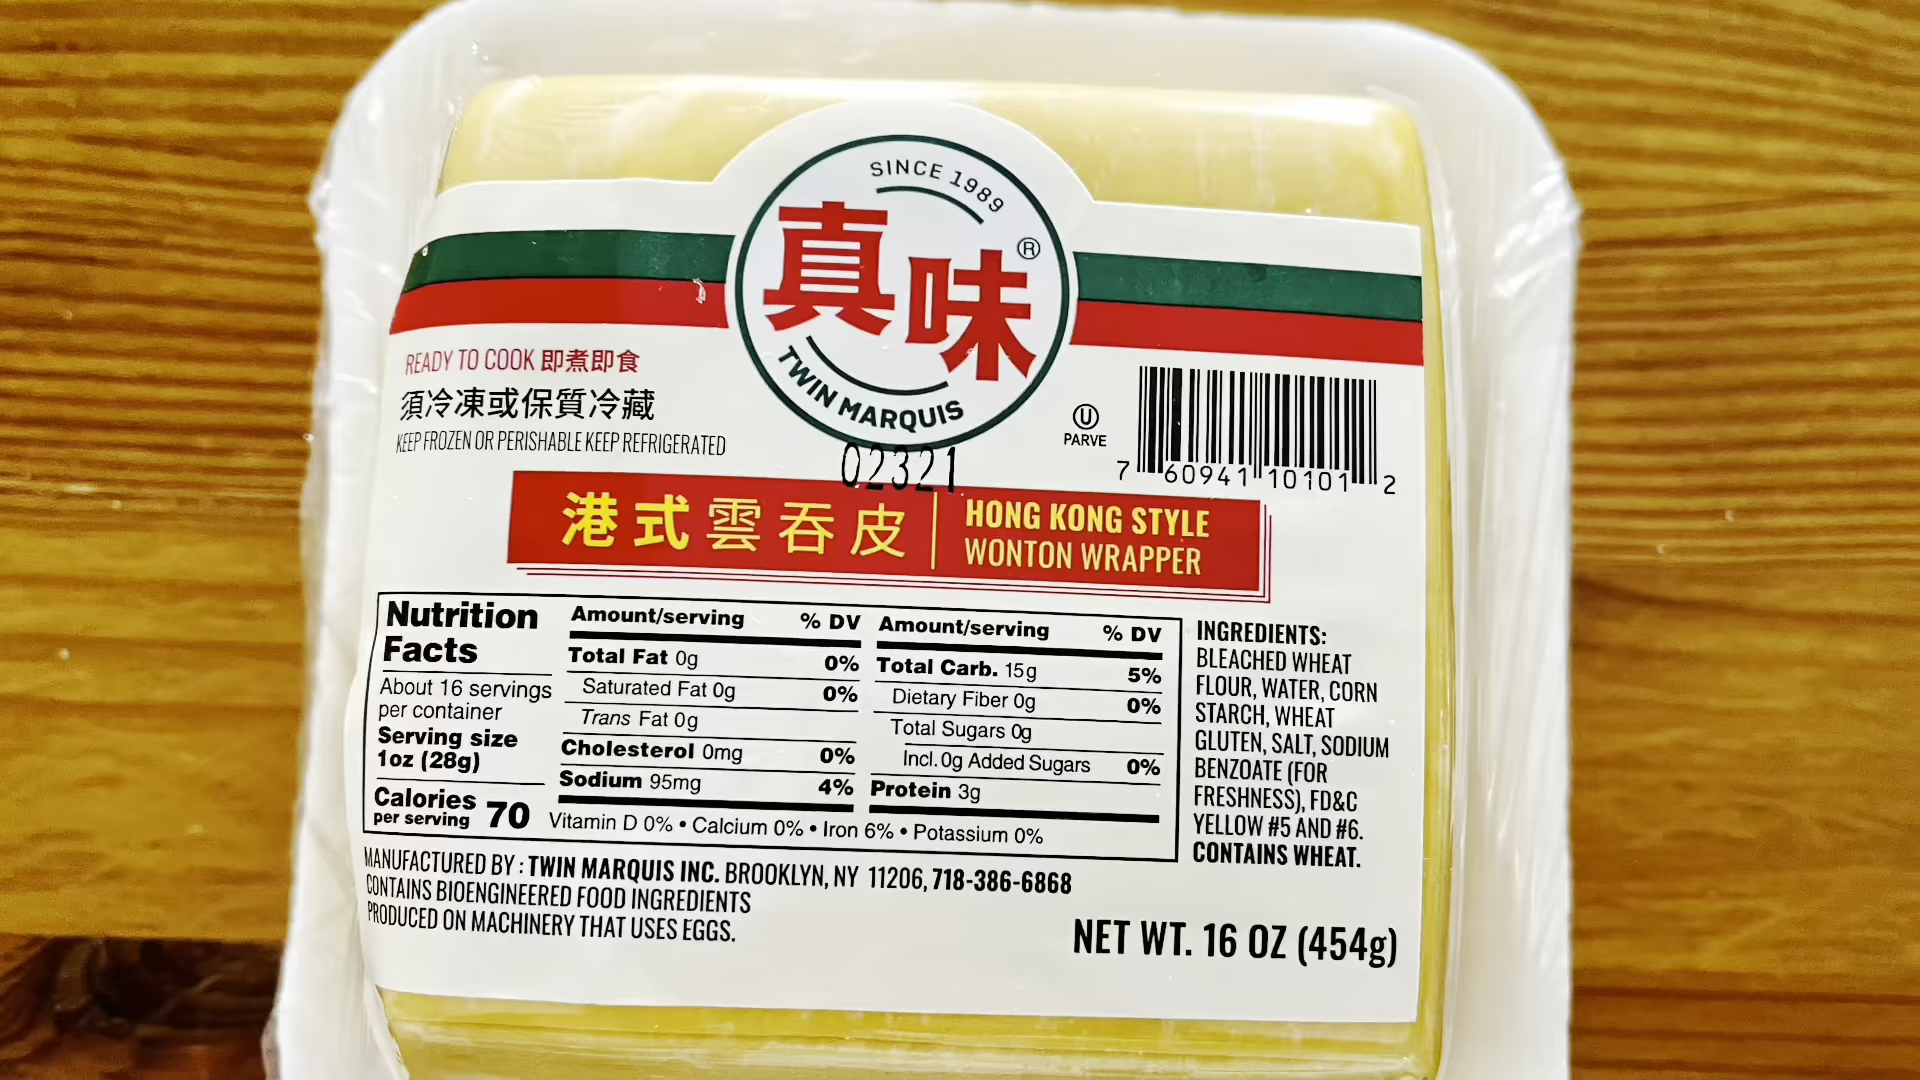 SINCE 1989
真味®
TWIN MARQUIS
READY TO COOK 即煮即食
須冷凍或保質冷藏
KEEP FROZEN OR PERISHABLE KEEP REFRIGERATED
02321
U
PARVE
7 60941 10101 2
港式雲吞皮
HONG KONG STYLE
WONTON WRAPPER
Nutrition
Facts
About 16 servings
per container
Serving size
1oz (28g)
Calories
per serving 70
Amount/serving % DV
Total Fat 0g 0%
Saturated Fat 0g 0%
Trans Fat 0g
Cholesterol 0mg 0%
Sodium 95mg 4%
Amount/serving % DV
Total Carb. 15g 5%
Dietary Fiber 0g 0%
Total Sugars 0g
Incl. 0g Added Sugars 0%
Protein 3g
Vitamin D 0% • Calcium 0% • Iron 6% • Potassium 0%
INGREDIENTS:
BLEACHED WHEAT
FLOUR, WATER, CORN
STARCH, WHEAT
GLUTEN, SALT, SODIUM
BENZOATE (FOR
FRESHNESS), FD&C
YELLOW #5 AND #6.
CONTAINS WHEAT.
MANUFACTURED BY : TWIN MARQUIS INC. BROOKLYN, NY 11206, 718-386-6868
CONTAINS BIOENGINEERED FOOD INGREDIENTS
PRODUCED ON MACHINERY THAT USES EGGS.
NET WT. 16 OZ (454g)